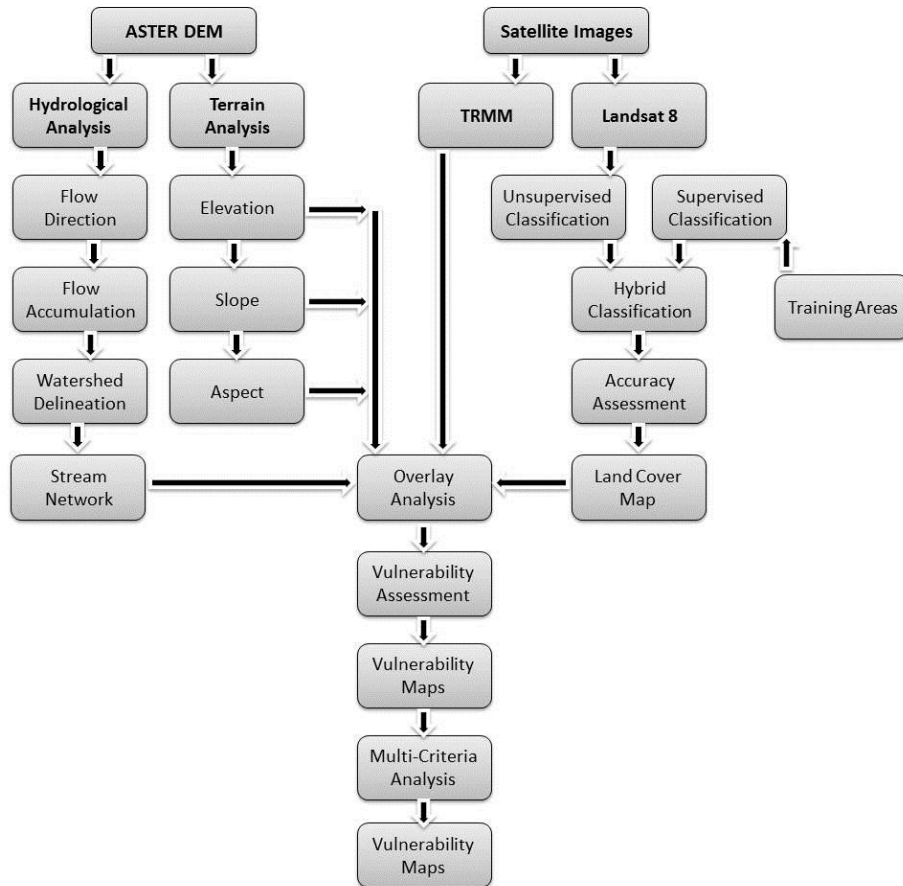 ASTER DEM
Satellite Images
Hydrological
Analysis
Terrain
Analysis
TRMM
Landsat 8
Flow
Direction
Elevation
Unsupervised
Classification
Supervised
Classification
Flow
Accumulation
Slope
Hybrid
Classification
Training Areas
Watershed
Delineation
Aspect
Accuracy
Assessment
Stream
Network
Overlay
Analysis
Land Cover
Map
Vulnerability
Assessment
Vulnerability
Maps
Multi-Criteria
Analysis
Vulnerability
Maps